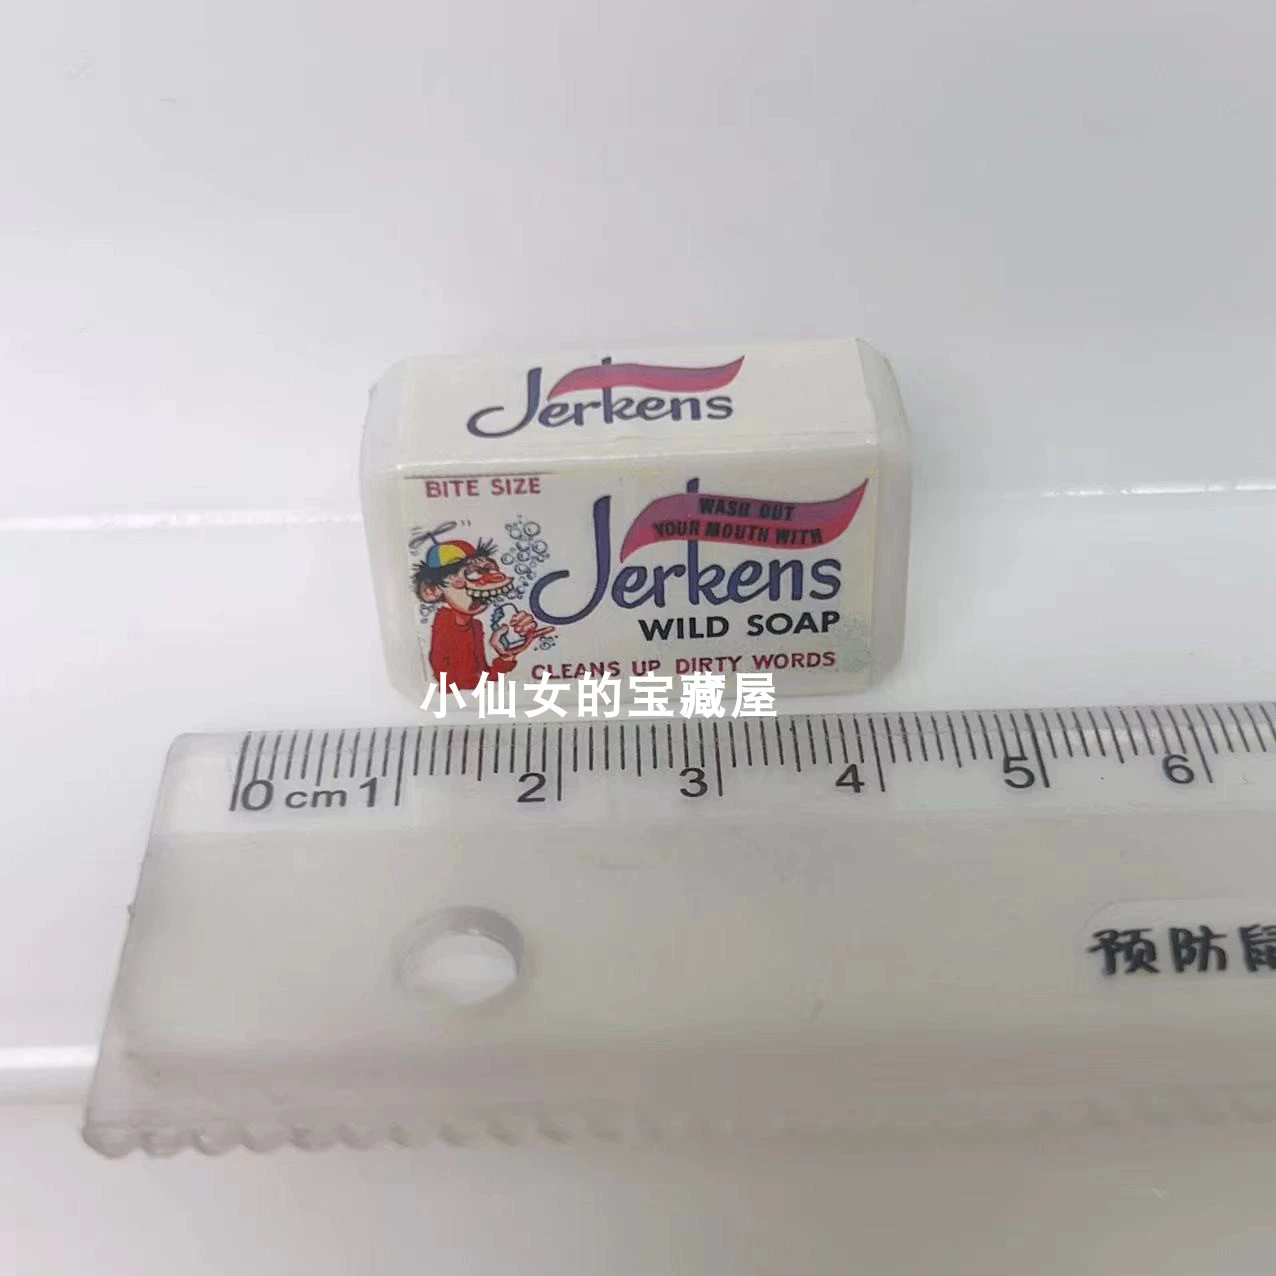 Jerkens
BITE SIZE
WASH OUT
YOUR MOUTH WITH
Jerkens
WILD SOAP
CLEANS UP DIRTY WORDS
小仙女的宝藏屋
0 cm 1 2 3 4 5 6
预防